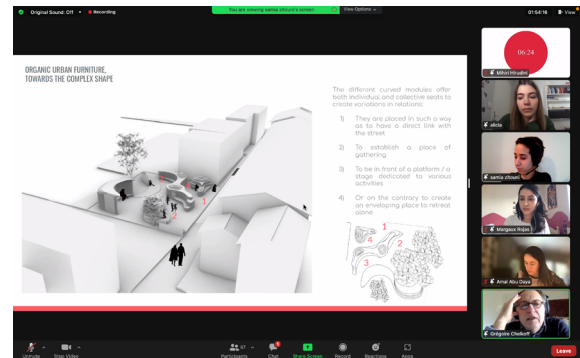 Original Sound: Off
Recording
You are viewing samia zitouni's screen
View Options
01:54:16
View
ORGANIC URBAN FURNITURE,
TOWARDS THE COMPLEX SHAPE
The different curved modules offer
both individual and collective seats to
create variations in relations:
1) They are placed in such a way
as to have a direct link with
the street
2) To establish a place of
gathering
3) To be in front of a platform / a
stage dedicated to various
activities
4) Or on the contrary to create
an enveloping place to retreat
alone
1
2
1
4
2
3
06:24
Mihiri Hirudini
alicia
samia zitouni
Margaux Rojas
Amal Abu Daya
Grégoire Chelkoff
Unmute
Stop Video
Participants
Chat
Share Screen
Record
Reactions
Apps
Leave